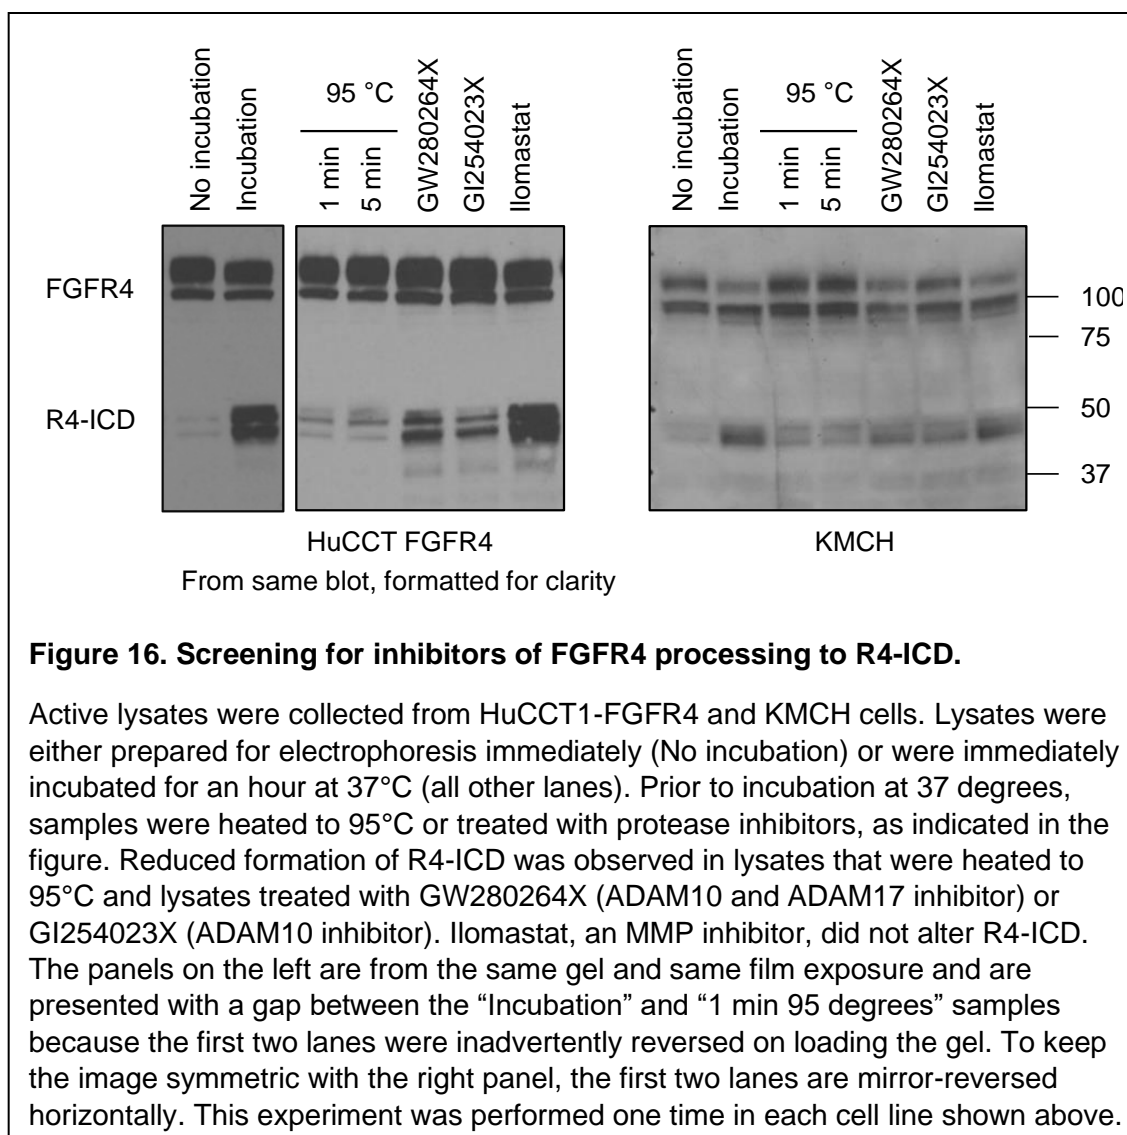 No incubation
Incubation
95 °C
1 min
5 min
GW280264X
GI254023X
Ilomastat
No incubation
Incubation
95 °C
1 min
5 min
GW280264X
GI254023X
Ilomastat
FGFR4
R4-ICD
100
75
50
37
HuCCT FGFR4
KMCH
From same blot, formatted for clarity
Figure 16. Screening for inhibitors of FGFR4 processing to R4-ICD.
Active lysates were collected from HuCCT1-FGFR4 and KMCH cells. Lysates were
either prepared for electrophoresis immediately (No incubation) or were immediately
incubated for an hour at 37°C (all other lanes). Prior to incubation at 37 degrees,
samples were heated to 95°C or treated with protease inhibitors, as indicated in the
figure. Reduced formation of R4-ICD was observed in lysates that were heated to
95°C and lysates treated with GW280264X (ADAM10 and ADAM17 inhibitor) or
GI254023X (ADAM10 inhibitor). Ilomastat, an MMP inhibitor, did not alter R4-ICD.
The panels on the left are from the same gel and same film exposure and are
presented with a gap between the “Incubation” and “1 min 95 degrees” samples
because the first two lanes were inadvertently reversed on loading the gel. To keep
the image symmetric with the right panel, the first two lanes are mirror-reversed
horizontally. This experiment was performed one time in each cell line shown above.